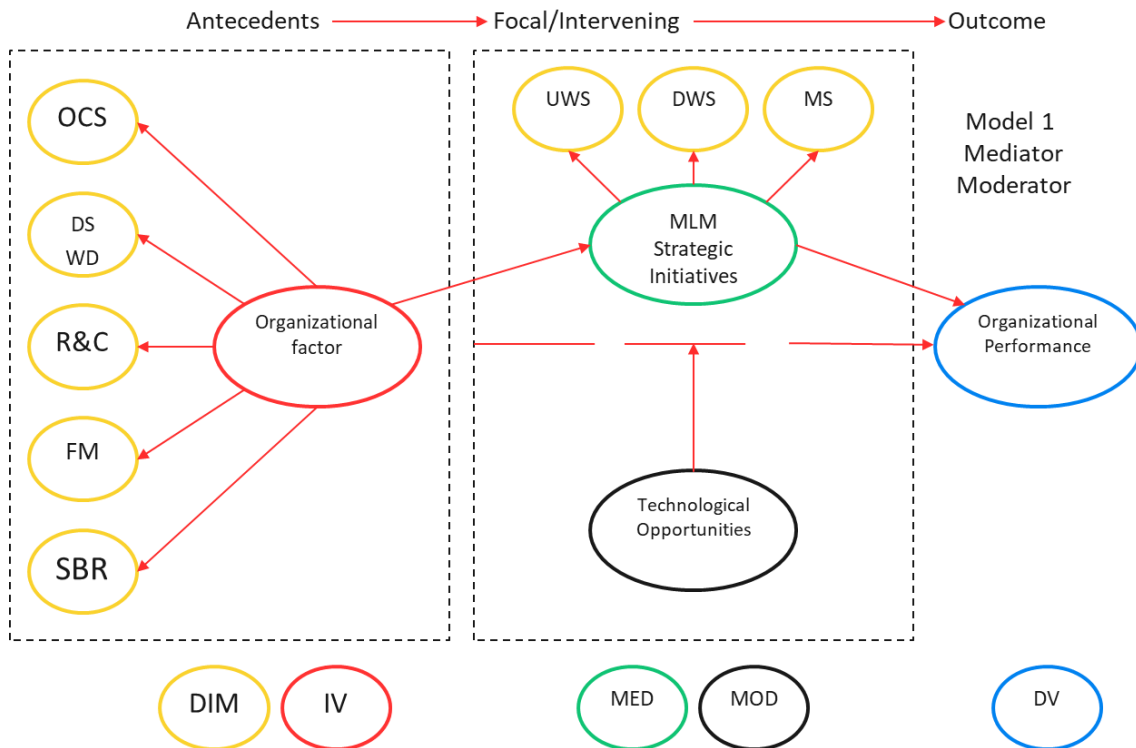 Antecedents
Focal/Intervening
Outcome
OCS
UWS
DWS
MS
Model 1
Mediator
Moderator
DS
WD
MLM
Strategic
Initiatives
R&C
Organizational
factor
Organizational
Performance
FM
Technological
Opportunities
SBR
DIM
IV
MED
MOD
DV